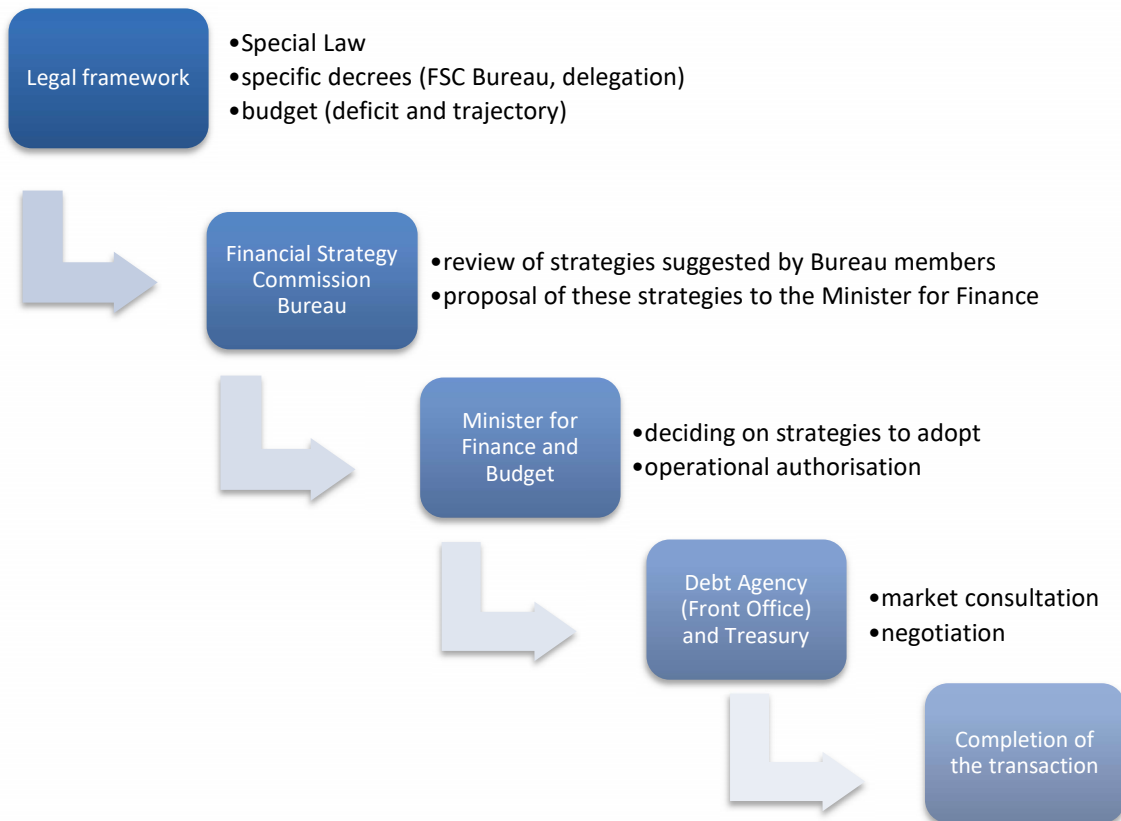 Legal framework
•Special Law
•specific decrees (FSC Bureau, delegation)
•budget (deficit and trajectory)
Financial Strategy
Commission
Bureau
•review of strategies suggested by Bureau members
•proposal of these strategies to the Minister for Finance
Minister for
Finance and
Budget
•deciding on strategies to adopt
•operational authorisation
Debt Agency
(Front Office)
and Treasury
•market consultation
•negotiation
Completion of
the transaction